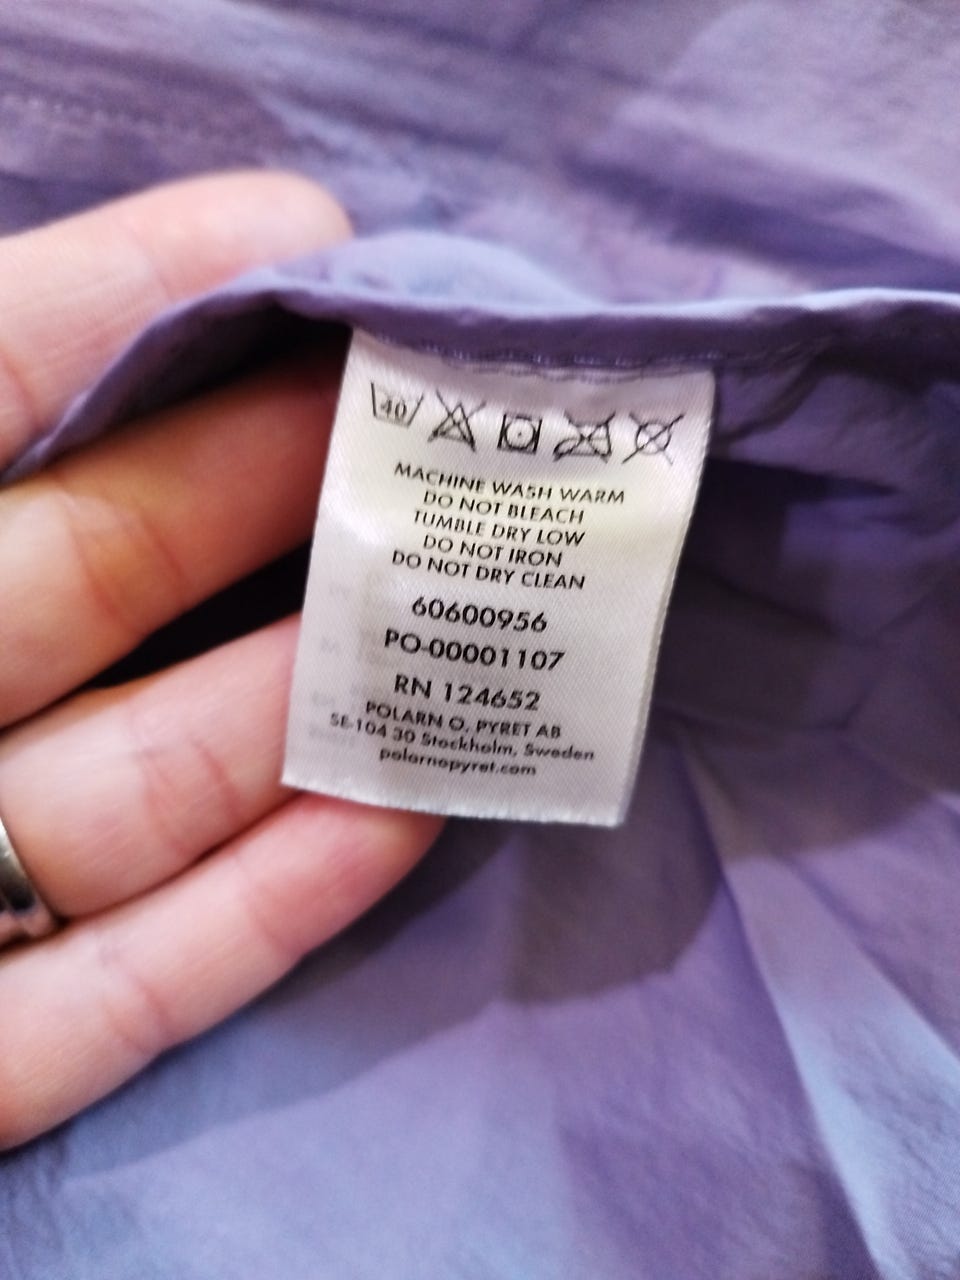 40
MACHINE WASH WARM
DO NOT BLEACH
TUMBLE DRY LOW
DO NOT IRON
DO NOT DRY CLEAN
60600956
PO-00001107
RN 124652
POLARN O. PYRET AB
SE-104 30 Stockholm, Sweden
polarnopyret.com